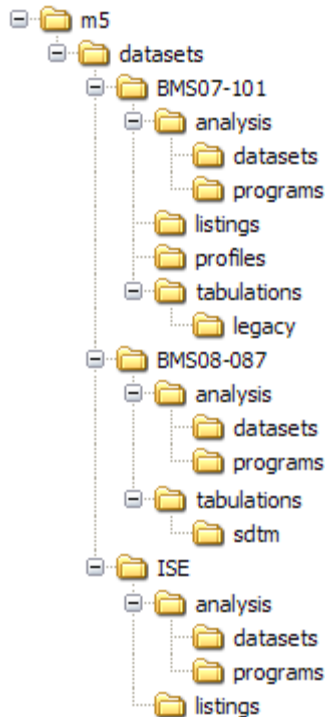 m5
datasets
BMS07-101
analysis
datasets
programs
listings
profiles
tabulations
legacy
BMS08-087
analysis
datasets
programs
tabulations
sdtm
ISE
analysis
datasets
programs
listings